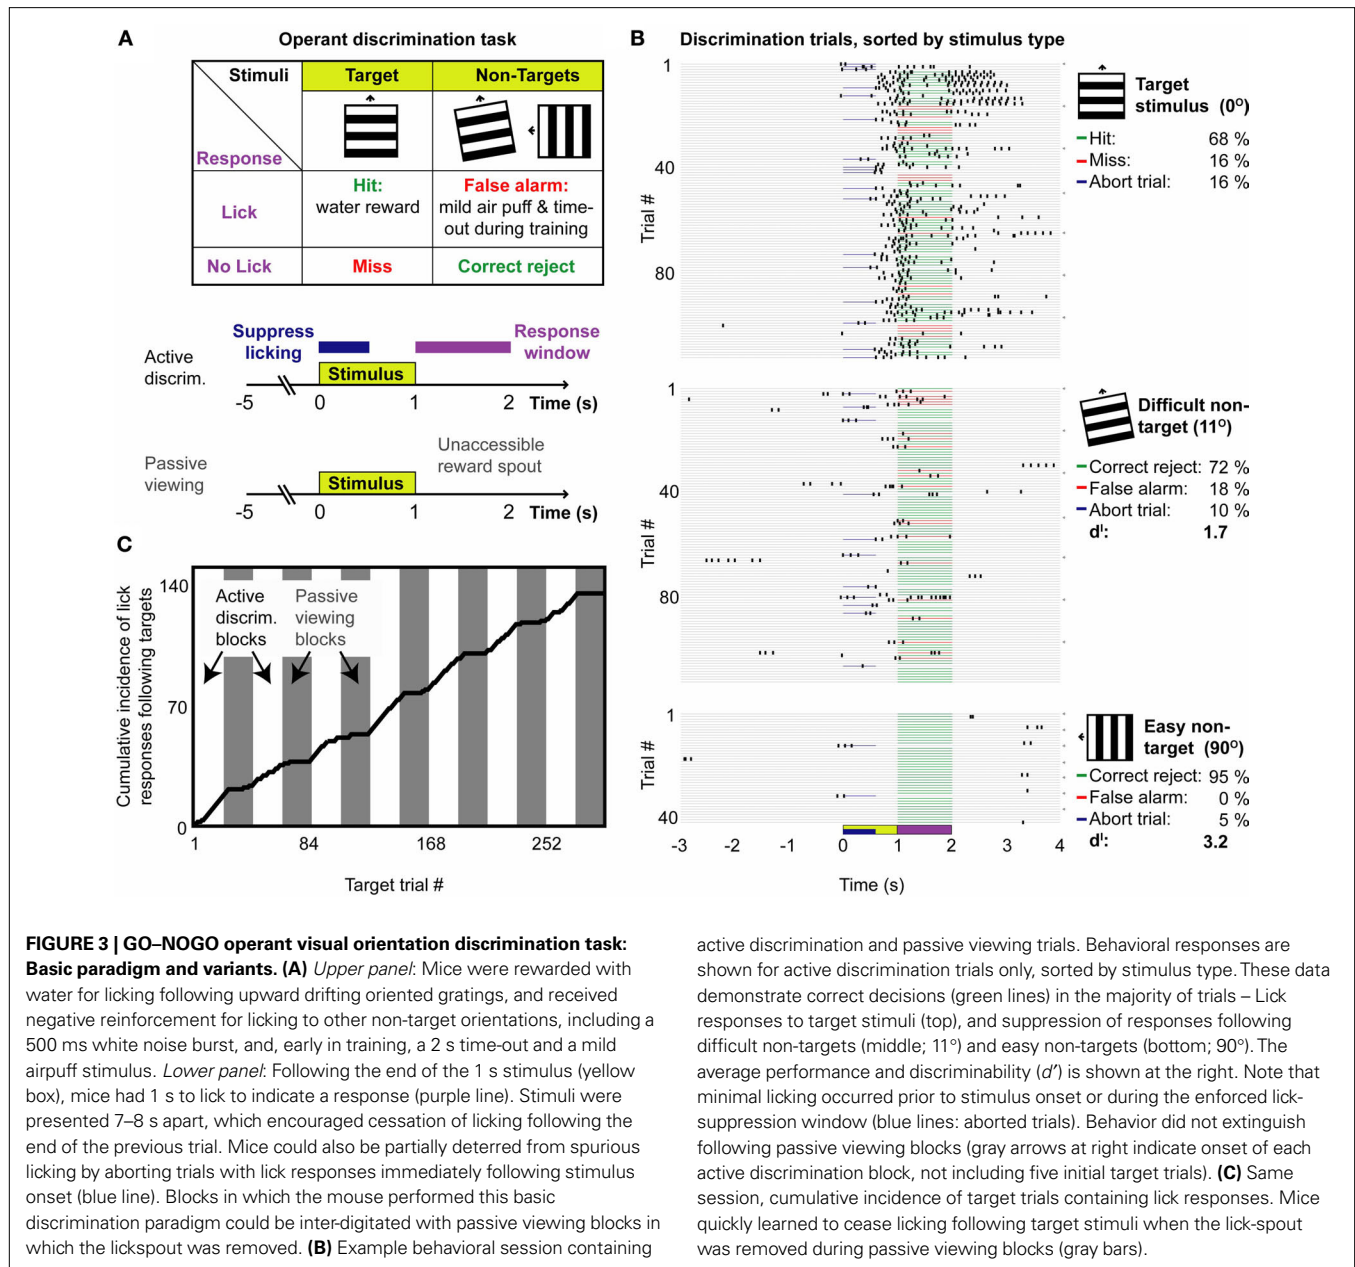 A
Operant discrimination task
Stimuli
Target
Non-Targets
Response
Lick
Hit:
water reward
False alarm:
mild air puff & time-
out during training
No Lick
Miss
Correct reject
Suppress
licking
Response
window
Active
discrim.
Stimulus
-5
0
1
2
Time (s)
Passive
viewing
Unaccessible
reward spout
Stimulus
-5
0
1
2
Time (s)
B
Discrimination trials, sorted by stimulus type
1
40
80
Trial #
Target
stimulus (0O)
Hit: 68 %
Miss: 16 %
Abort trial: 16 %
1
40
80
Trial #
Difficult non-
target (11O)
Correct reject: 72 %
False alarm: 18 %
Abort trial: 10 %
dI: 1.7
1
40
Trial #
Easy non-
target (90O)
Correct reject: 95 %
False alarm: 0 %
Abort trial: 5 %
dI: 3.2
-3 -2 -1 0 1 2 3 4
Time (s)
C
Cumulative incidence of lick
responses following targets
140
70
0
Active
discrim.
blocks
Passive
viewing
blocks
1 84 168 252
Target trial #
FIGURE 3 | GO–NOGO operant visual orientation discrimination task:
Basic paradigm and variants. (A) Upper panel: Mice were rewarded with
water for licking following upward drifting oriented gratings, and received
negative reinforcement for licking to other non-target orientations, including a
500 ms white noise burst, and, early in training, a 2 s time-out and a mild
airpuff stimulus. Lower panel: Following the end of the 1 s stimulus (yellow
box), mice had 1 s to lick to indicate a response (purple line). Stimuli were
presented 7–8 s apart, which encouraged cessation of licking following the
end of the previous trial. Mice could also be partially deterred from spurious
licking by aborting trials with lick responses immediately following stimulus
onset (blue line). Blocks in which the mouse performed this basic
discrimination paradigm could be inter-digitated with passive viewing blocks in
which the lickspout was removed. (B) Example behavioral session containing
active discrimination and passive viewing trials. Behavioral responses are
shown for active discrimination trials only, sorted by stimulus type. These data
demonstrate correct decisions (green lines) in the majority of trials – Lick
responses to target stimuli (top), and suppression of responses following
difficult non-targets (middle; 11°) and easy non-targets (bottom; 90°). The
average performance and discriminability (d′) is shown at the right. Note that
minimal licking occurred prior to stimulus onset or during the enforced lick-
suppression window (blue lines: aborted trials). Behavior did not extinguish
following passive viewing blocks (gray arrows at right indicate onset of each
active discrimination block, not including five initial target trials). (C) Same
session, cumulative incidence of target trials containing lick responses. Mice
quickly learned to cease licking following target stimuli when the lick-spout
was removed during passive viewing blocks (gray bars).